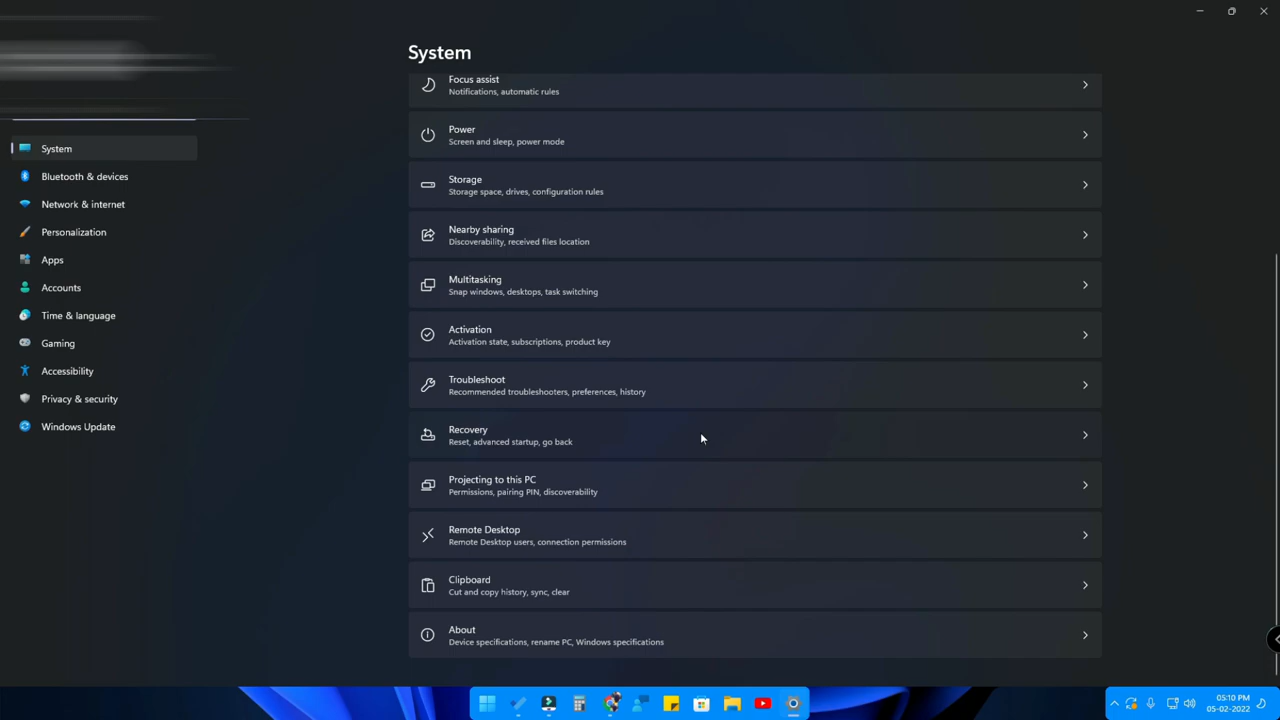 System
System
Bluetooth & devices
Network & internet
Personalization
Apps
Accounts
Time & language
Gaming
Accessibility
Privacy & security
Windows Update
Focus assist
Notifications, automatic rules
Power
Screen and sleep, power mode
Storage
Storage space, drives, configuration rules
Nearby sharing
Discoverability, received files location
Multitasking
Snap windows, desktops, task switching
Activation
Activation state, subscriptions, product key
Troubleshoot
Recommended troubleshooters, preferences, history
Recovery
Reset, advanced startup, go back
Projecting to this PC
Permissions, pairing PIN, discoverability
Remote Desktop
Remote Desktop users, connection permissions
Clipboard
Cut and copy history, sync, clear
About
Device specifications, rename PC, Windows specifications
05:10 PM
05-02-2022